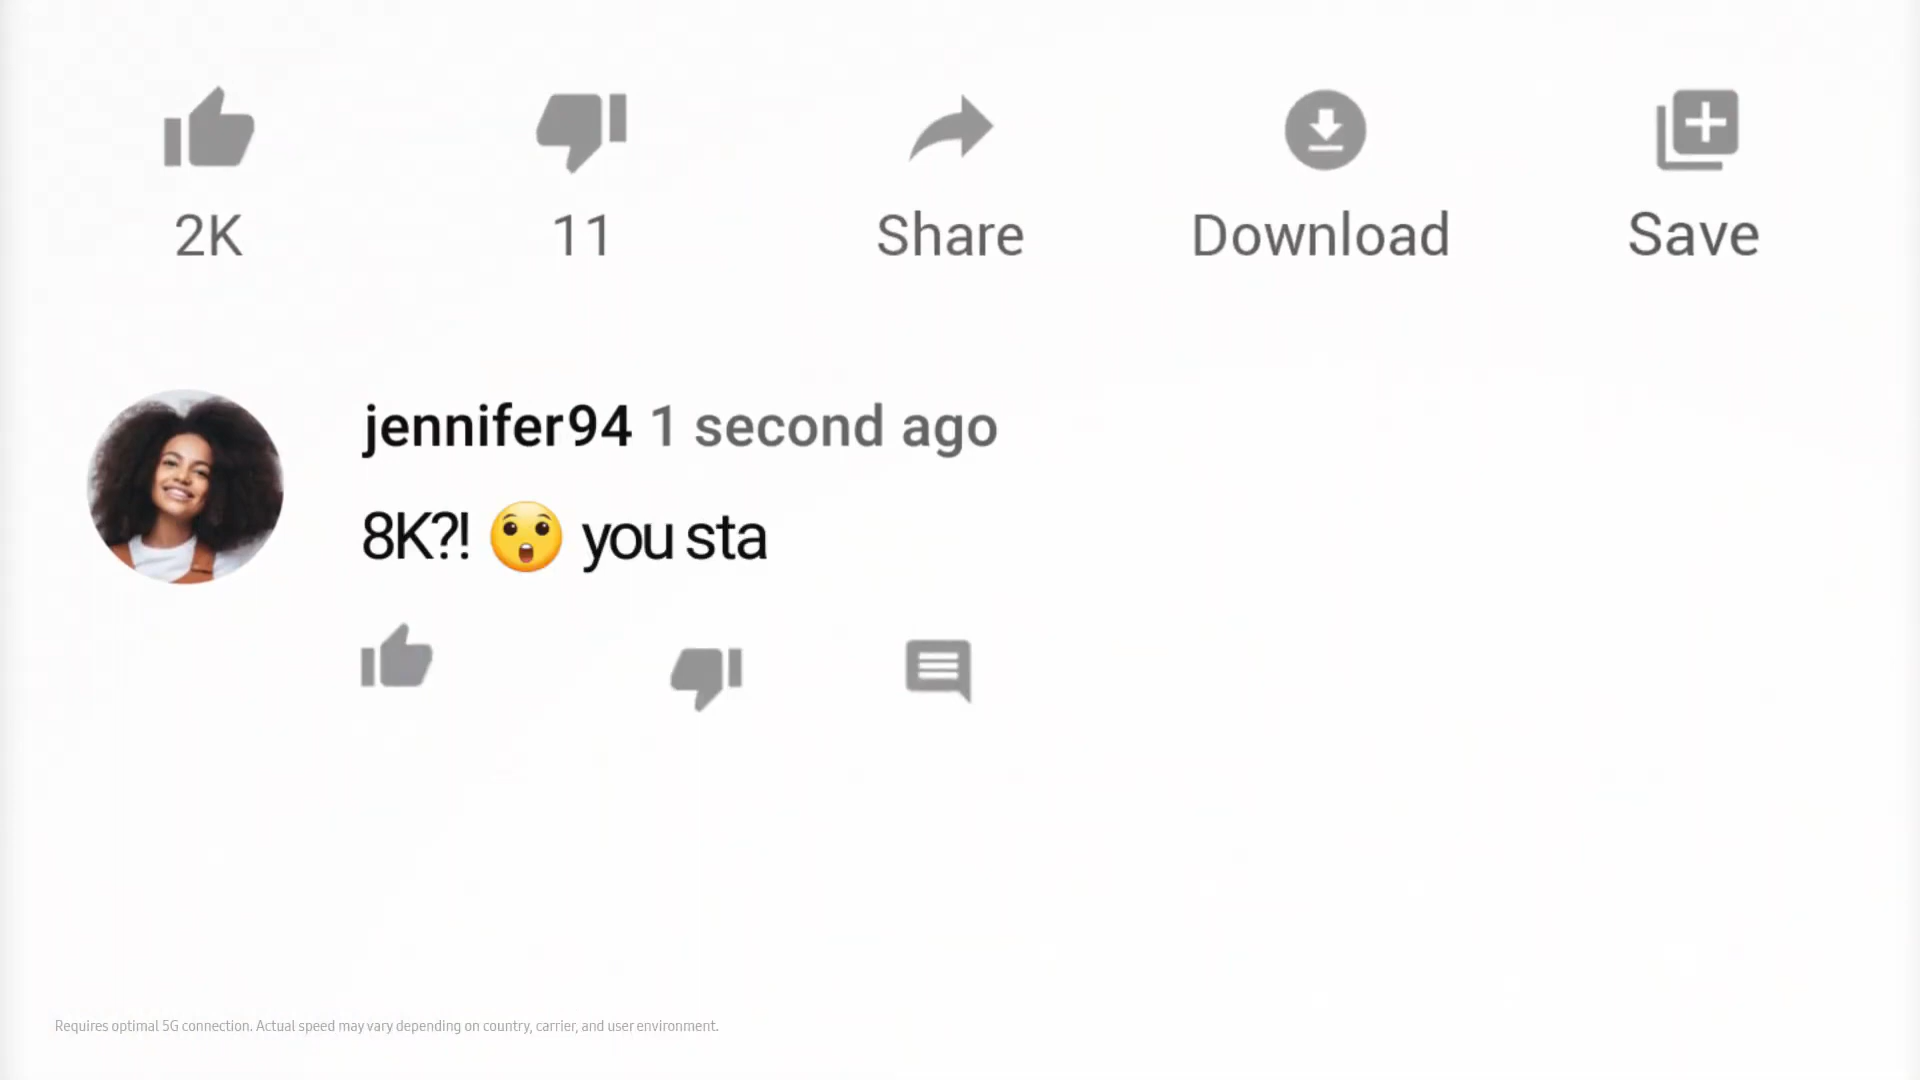 2K 11 Share Download Save
jennifer94 1 second ago
8K?! 😲 you sta
Requires optimal 5G connection. Actual speed may vary depending on country, carrier, and user environment.